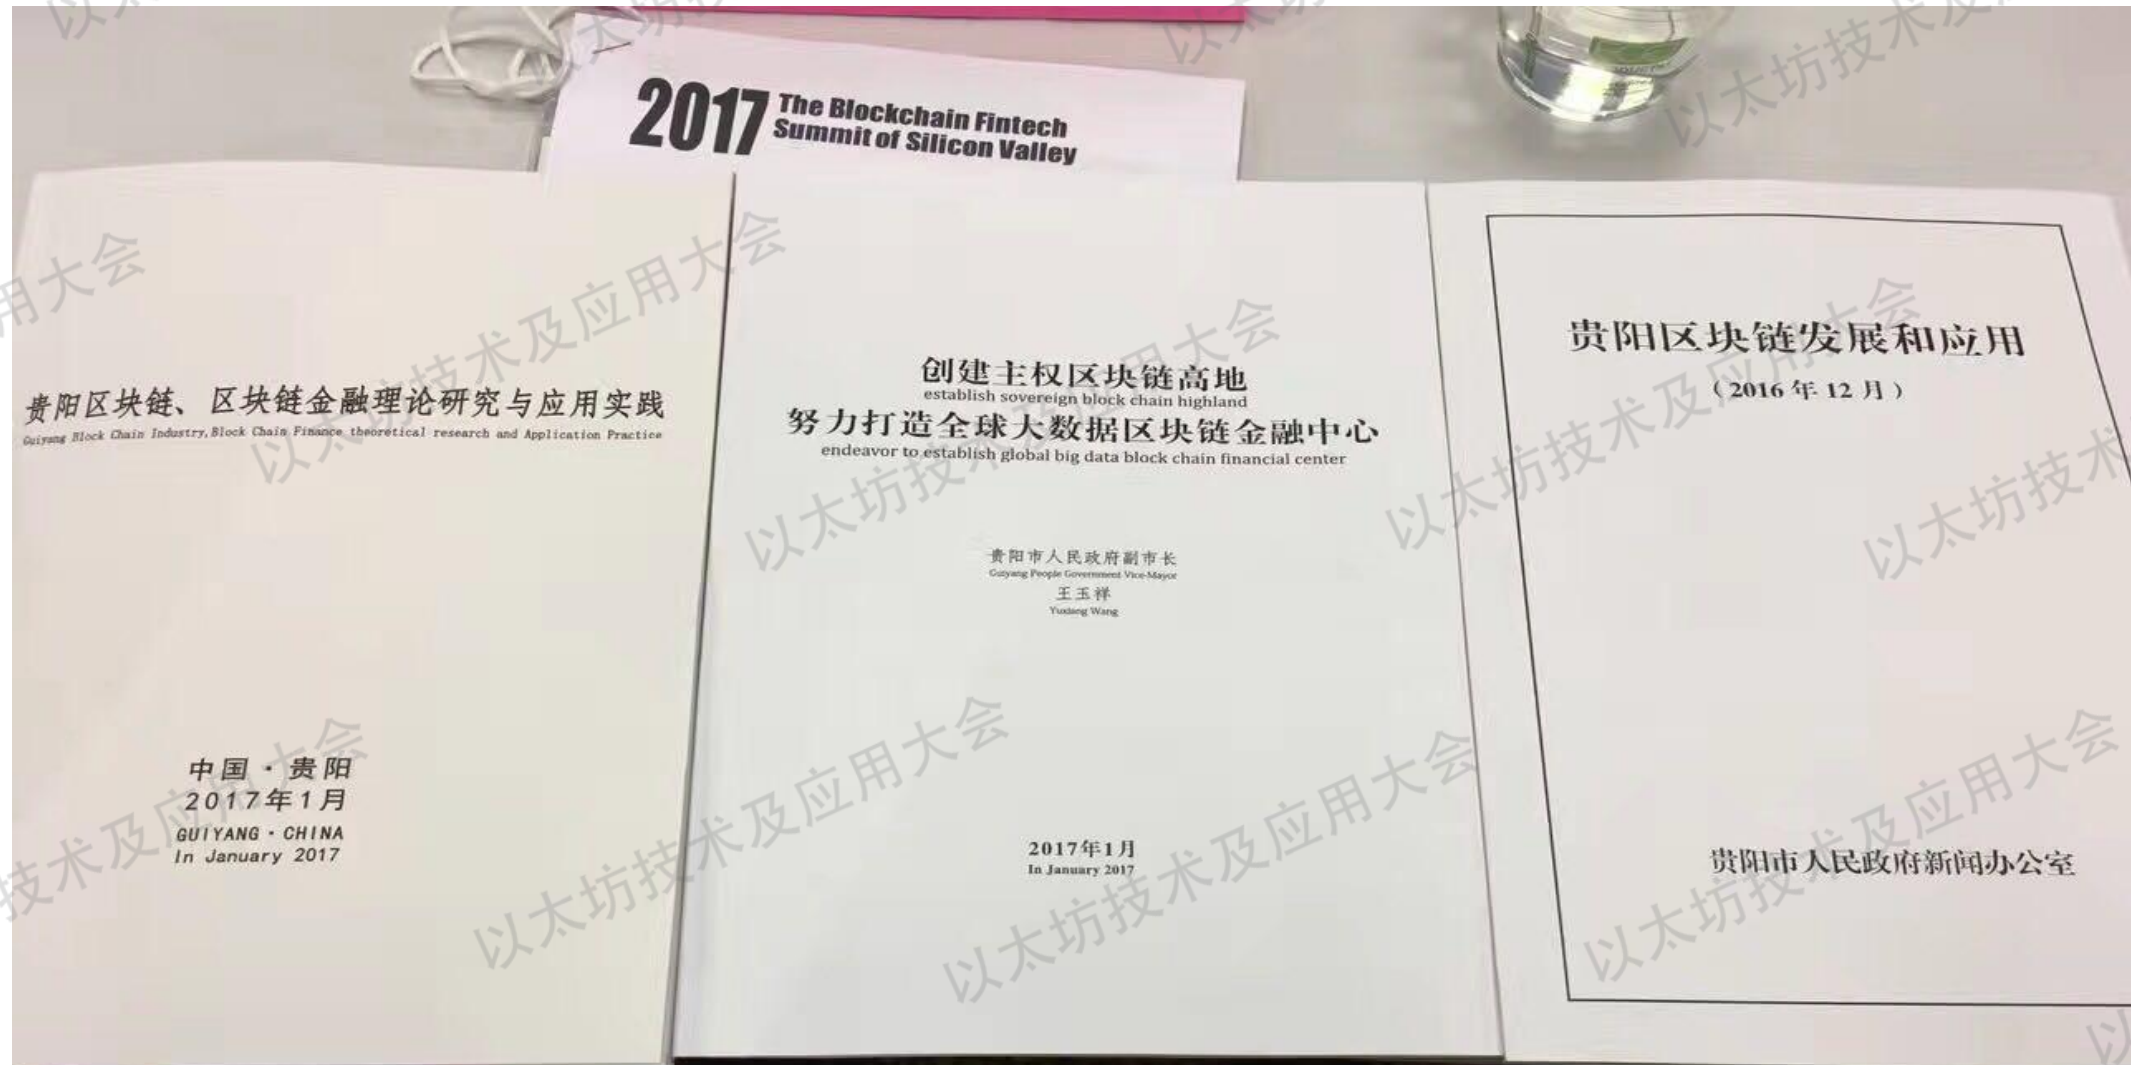 2017 The Blockchain Fintech
Summit of Silicon Valley
贵阳区块链、区块链金融理论研究与应用实践
Guiyang Block Chain Industry,Block Chain Finance theoretical research and Application Practice
中国·贵阳
2017年1月
GUIYANG·CHINA
In January 2017
创建主权区块链高地
establish sovereign block chain highland
努力打造全球大数据区块链金融中心
endeavor to establish global big data block chain financial center
贵阳市人民政府副市长
Guiyang People Government Vice-Mayor
王玉祥
Yuxiang Wang
2017年1月
In January 2017
贵阳区块链发展和应用
（2016年12月）
贵阳市人民政府新闻办公室
以太坊技术及应用大会